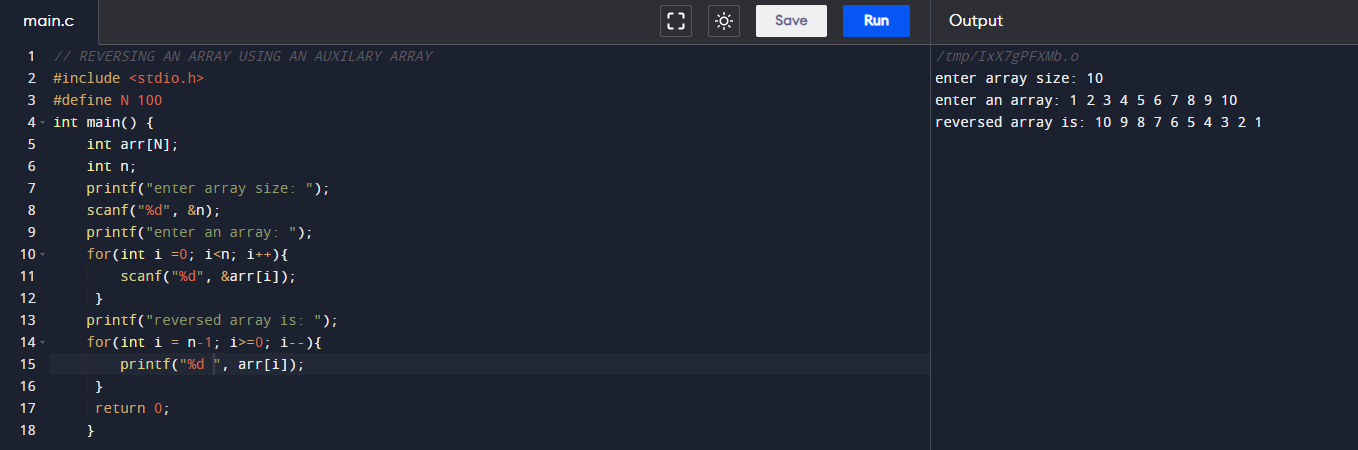 main.c Save Run Output
1 // REVERSING AN ARRAY USING AN AUXILARY ARRAY
2 #include <stdio.h>
3 #define N 100
4 int main() {
5 int arr[N];
6 int n;
7 printf("enter array size: ");
8 scanf("%d", &n);
9 printf("enter an array: ");
10 for(int i =0; i<n; i++){
11 scanf("%d", &arr[i]);
12 }
13 printf("reversed array is: ");
14 for(int i = n-1; i>=0; i--){
15 printf("%d ", arr[i]);
16 }
17 return 0;
18 }
/tmp/IxX7gPFXMb.o
enter array size: 10
enter an array: 1 2 3 4 5 6 7 8 9 10
reversed array is: 10 9 8 7 6 5 4 3 2 1